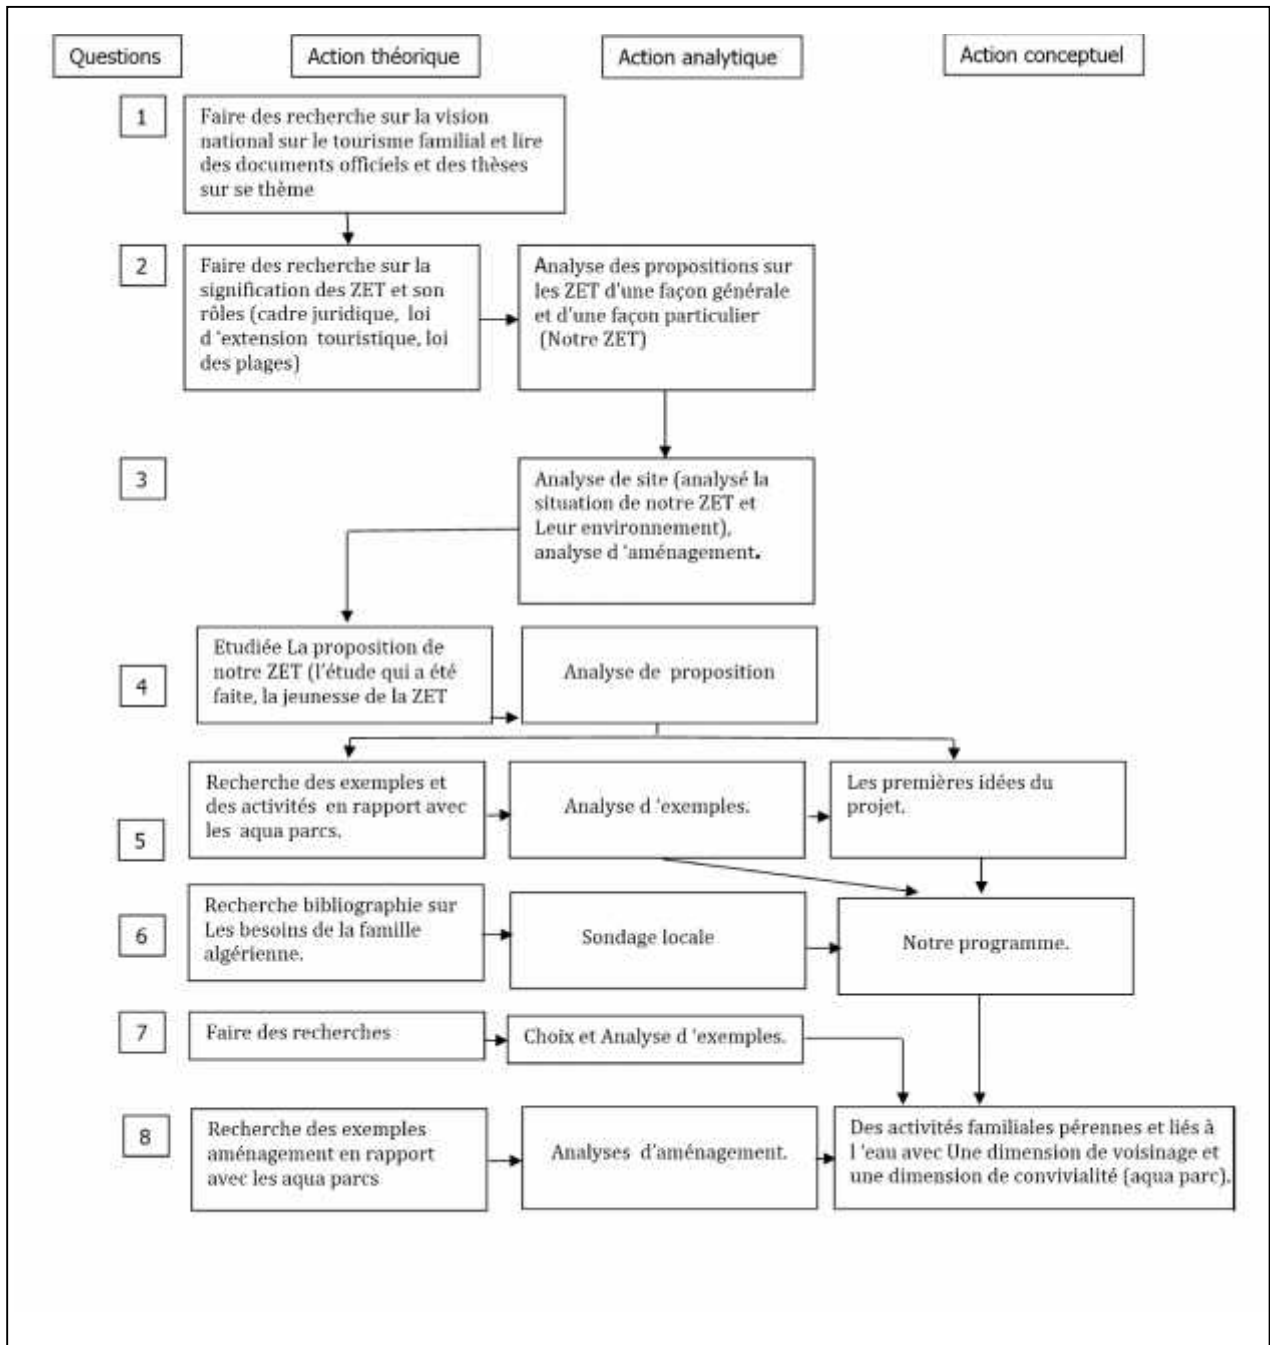 Questions
Action théorique
Action analytique
Action conceptuel
1
Faire des recherche sur la vision
national sur le tourisme familial et lire
des documents officiels et des thèses
sur se thème
2
Faire des recherche sur la
signification des ZET et son
rôles (cadre juridique, loi
d 'extension touristique, loi
des plages)
Analyse des propositions sur
les ZET d'une façon générale
et d'une façon particulier
(Notre ZET)
3
Analyse de site (analysé la
situation de notre ZET et
Leur environnement),
analyse d 'aménagement.
4
Etudiée La proposition de
notre ZET (l'étude qui a été
faite, la jeunesse de la ZET
Analyse de proposition
5
Recherche des exemples et
des activités en rapport avec
les aqua parcs.
Analyse d 'exemples.
Les premières idées du
projet.
6
Recherche bibliographie sur
Les besoins de la famille
algérienne.
Sondage locale
Notre programme.
7
Faire des recherches
Choix et Analyse d 'exemples.
8
Recherche des exemples
aménagement en rapport
avec les aqua parcs
Analyses d'aménagement.
Des activités familiales pérennes et liés à
l 'eau avec Une dimension de voisinage et
une dimension de convivialité (aqua parc).